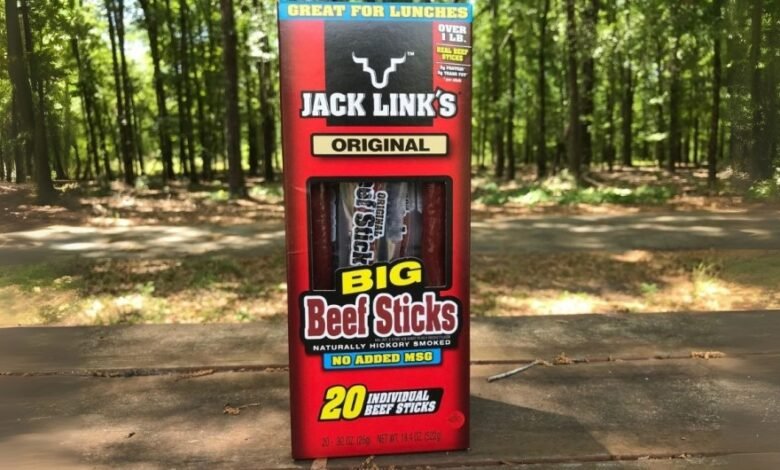 GREAT FOR LUNCHES
OVER
1 LB.
REAL BEEF
STICKS
™
JACK LINK'S
ORIGINAL
ORIGINAL
Beef Stick
BIG
Beef Sticks
NATURALLY HICKORY SMOKED
NO ADDED MSG
20 INDIVIDUAL
BEEF STICKS